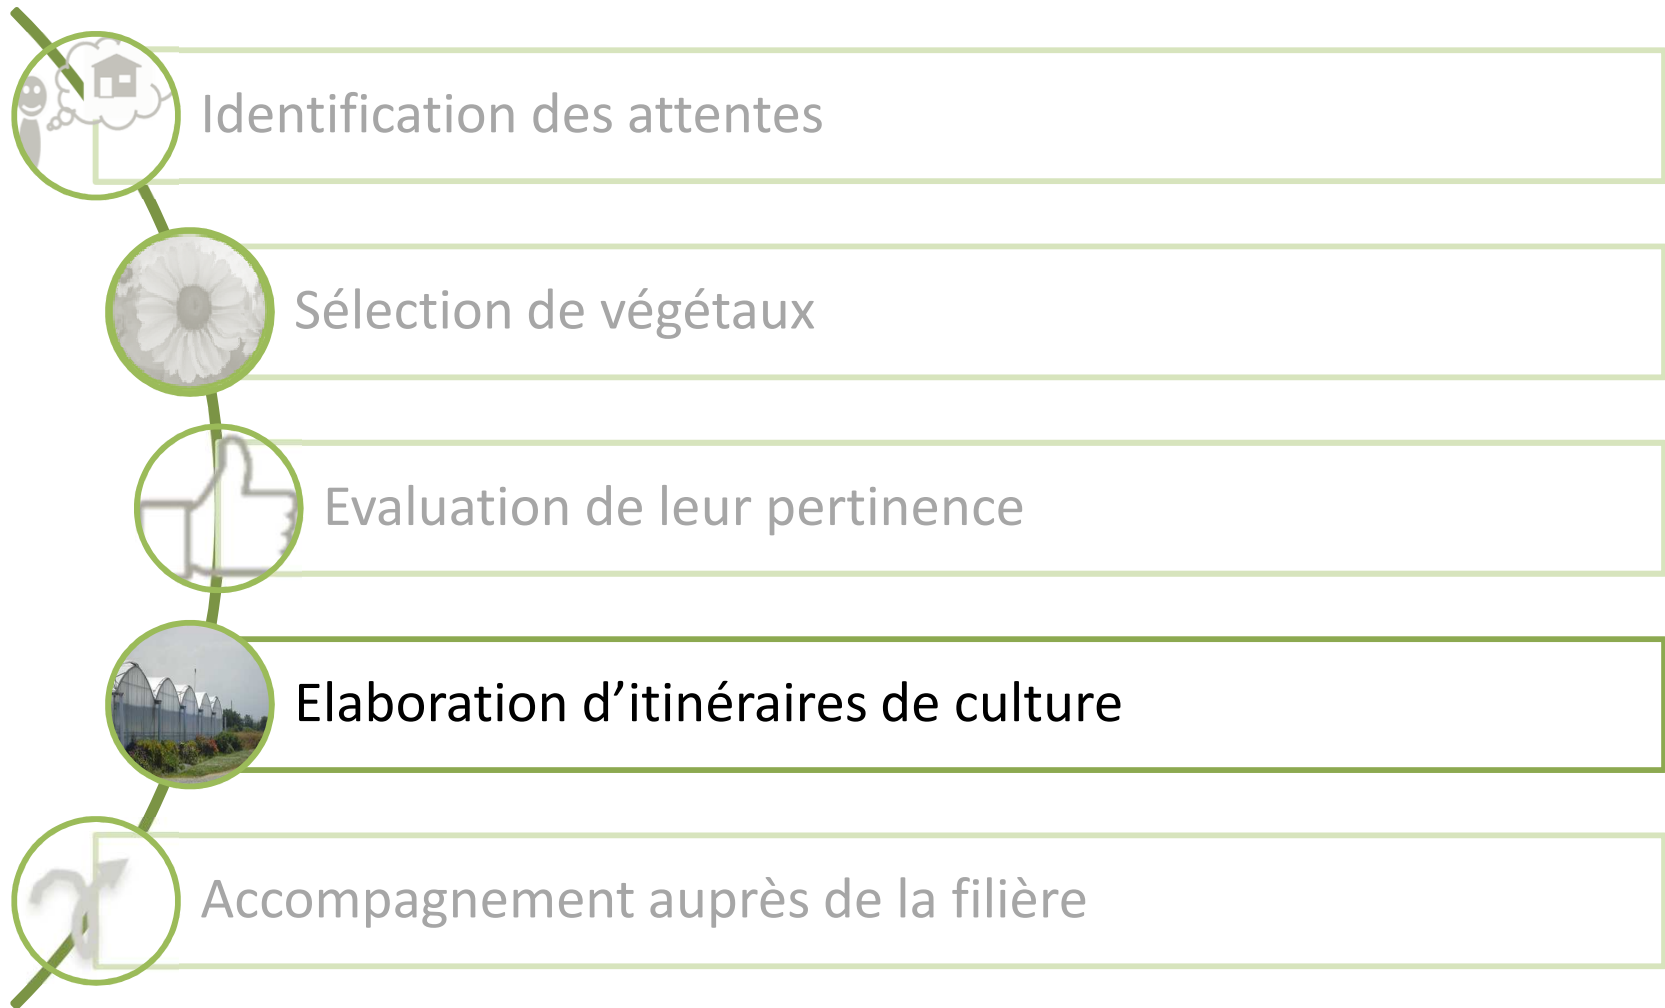 Identification des attentes
Sélection de végétaux
Evaluation de leur pertinence
Elaboration d’itinéraires de culture
Accompagnement auprès de la filière